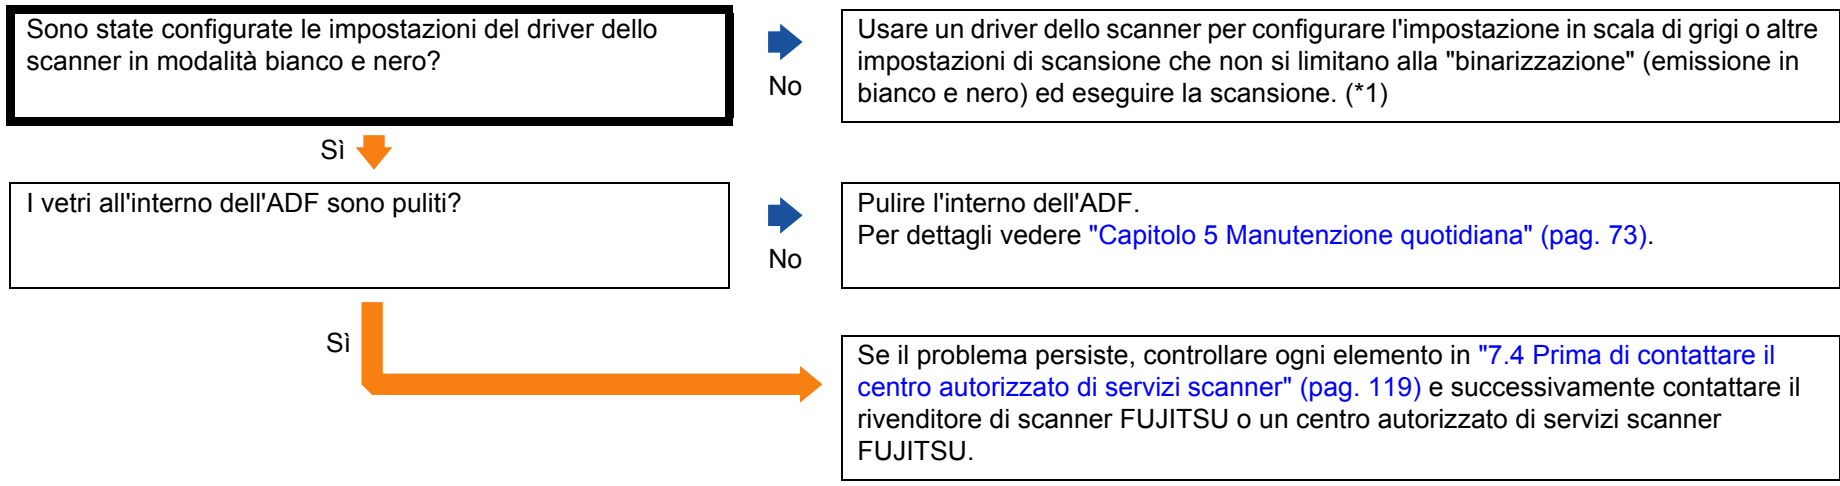 Sono state configurate le impostazioni del driver dello
scanner in modalità bianco e nero?
No
Usare un driver dello scanner per configurare l'impostazione in scala di grigi o altre
impostazioni di scansione che non si limitano alla "binarizzazione" (emissione in
bianco e nero) ed eseguire la scansione. (*1)
Sì
I vetri all'interno dell'ADF sono puliti?
No
Pulire l'interno dell'ADF.
Per dettagli vedere "Capitolo 5 Manutenzione quotidiana" (pag. 73).
Sì
Se il problema persiste, controllare ogni elemento in "7.4 Prima di contattare il
centro autorizzato di servizi scanner" (pag. 119) e successivamente contattare il
rivenditore di scanner FUJITSU o un centro autorizzato di servizi scanner
FUJITSU.